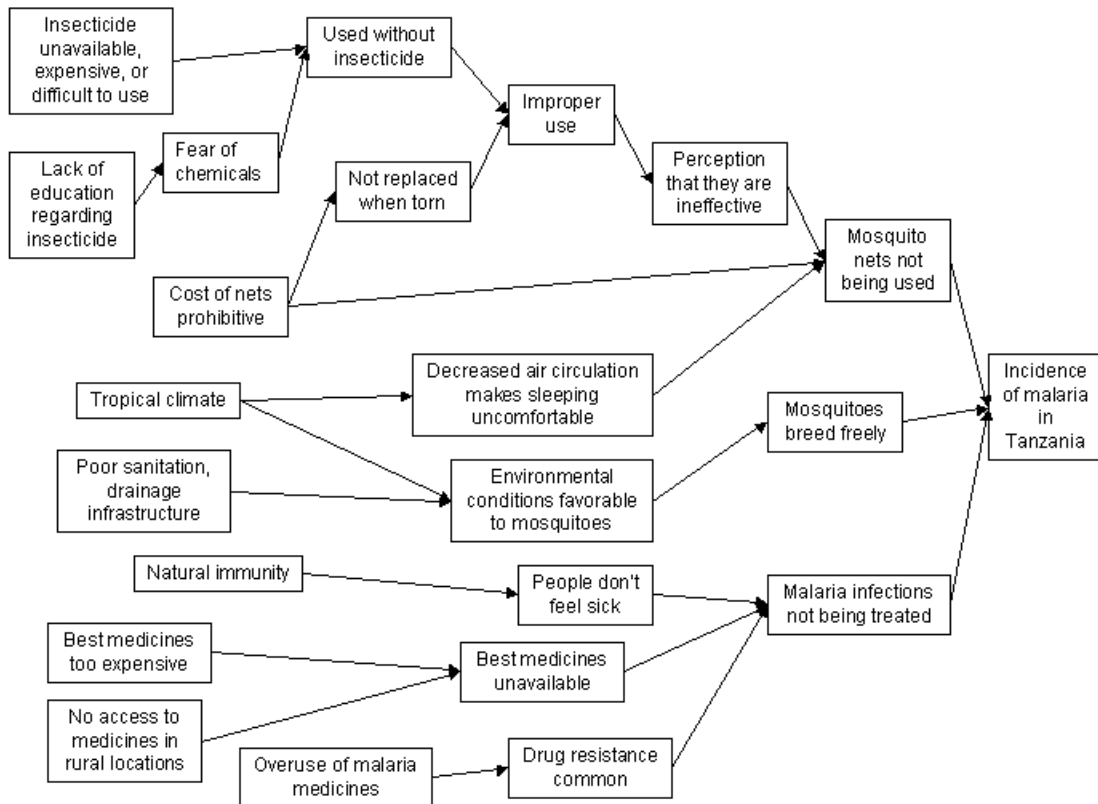 Insecticide
unavailable,
expensive, or
difficult to use
Used without
insecticide
Improper
use
Lack of
education
regarding
insecticide
Fear of
chemicals
Not replaced
when torn
Perception
that they are
ineffective
Mosquito
nets not
being used
Cost of nets
prohibitive
Tropical climate
Decreased air circulation
makes sleeping
uncomfortable
Mosquitoes
breed freely
Incidence
of malaria
in
Tanzania
Poor sanitation,
drainage
infrastructure
Environmental
conditions favorable
to mosquitoes
Natural immunity
People don't
feel sick
Malaria infections
not being treated
Best medicines
too expensive
Best medicines
unavailable
No access to
medicines in
rural locations
Overuse of malaria
medicines
Drug resistance
common